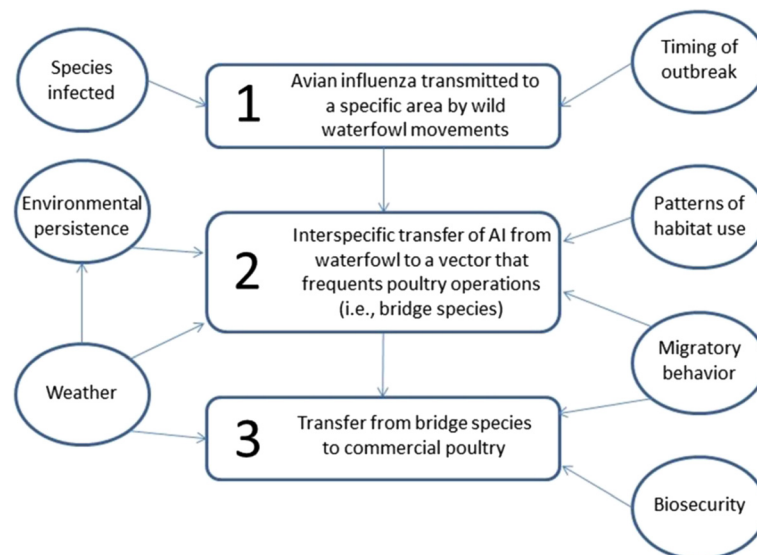 Species
infected
1
Avian influenza transmitted to
a specific area by wild
waterfowl movements
Timing of
outbreak
Environmental
persistence
2
Interspecific transfer of AI from
waterfowl to a vector that
frequents poultry operations
(i.e., bridge species)
Patterns of
habitat use
Weather
Migratory
behavior
3
Transfer from bridge species
to commercial poultry
Biosecurity